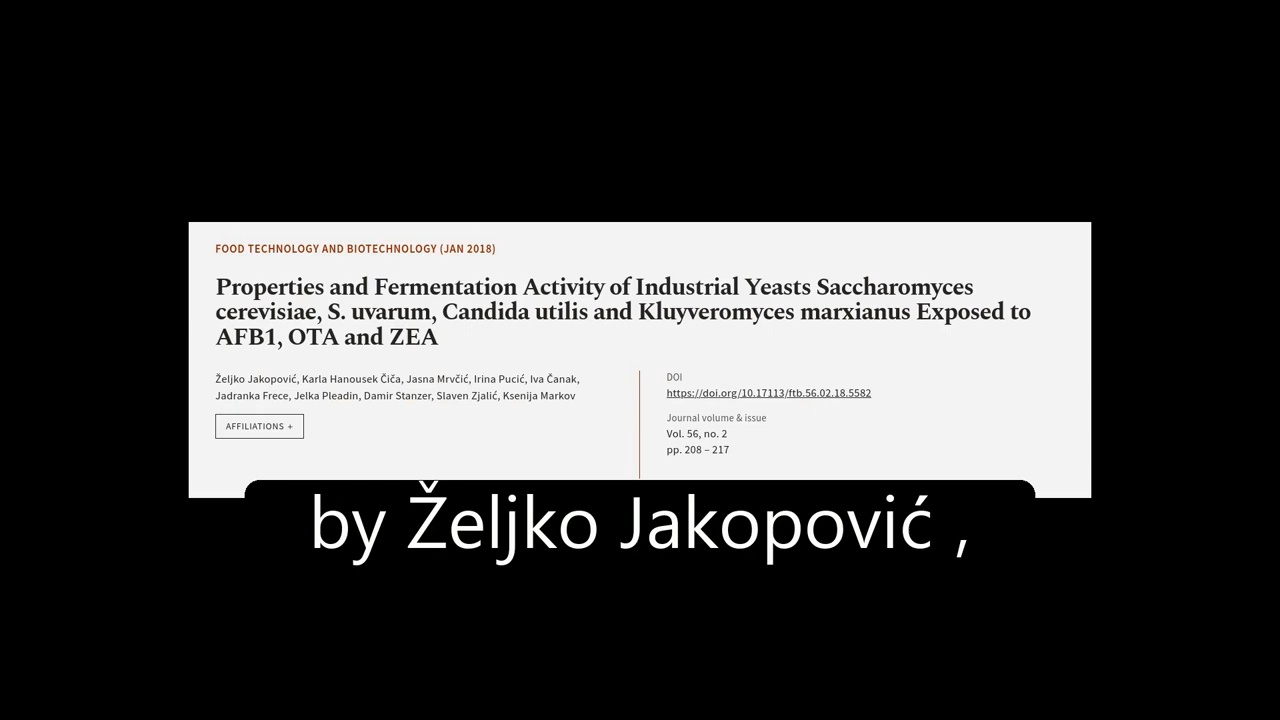 FOOD TECHNOLOGY AND BIOTECHNOLOGY (JAN 2018)
Properties and Fermentation Activity of Industrial Yeasts Saccharomyces
cerevisiae, S. uvarum, Candida utilis and Kluyveromyces marxianus Exposed to
AFB1, OTA and ZEA
Željko Jakopović, Karla Hanousek Čiča, Jasna Mrvčić, Irina Pucić, Iva Čanak,
Jadranka Frece, Jelka Pleadin, Damir Stanzer, Slaven Zjalić, Ksenija Markov
AFFILIATIONS +
DOI
https://doi.org/10.17113/ftb.56.02.18.5582
Journal volume & issue
Vol. 56, no. 2
pp. 208 – 217
by Željko Jakopović ,